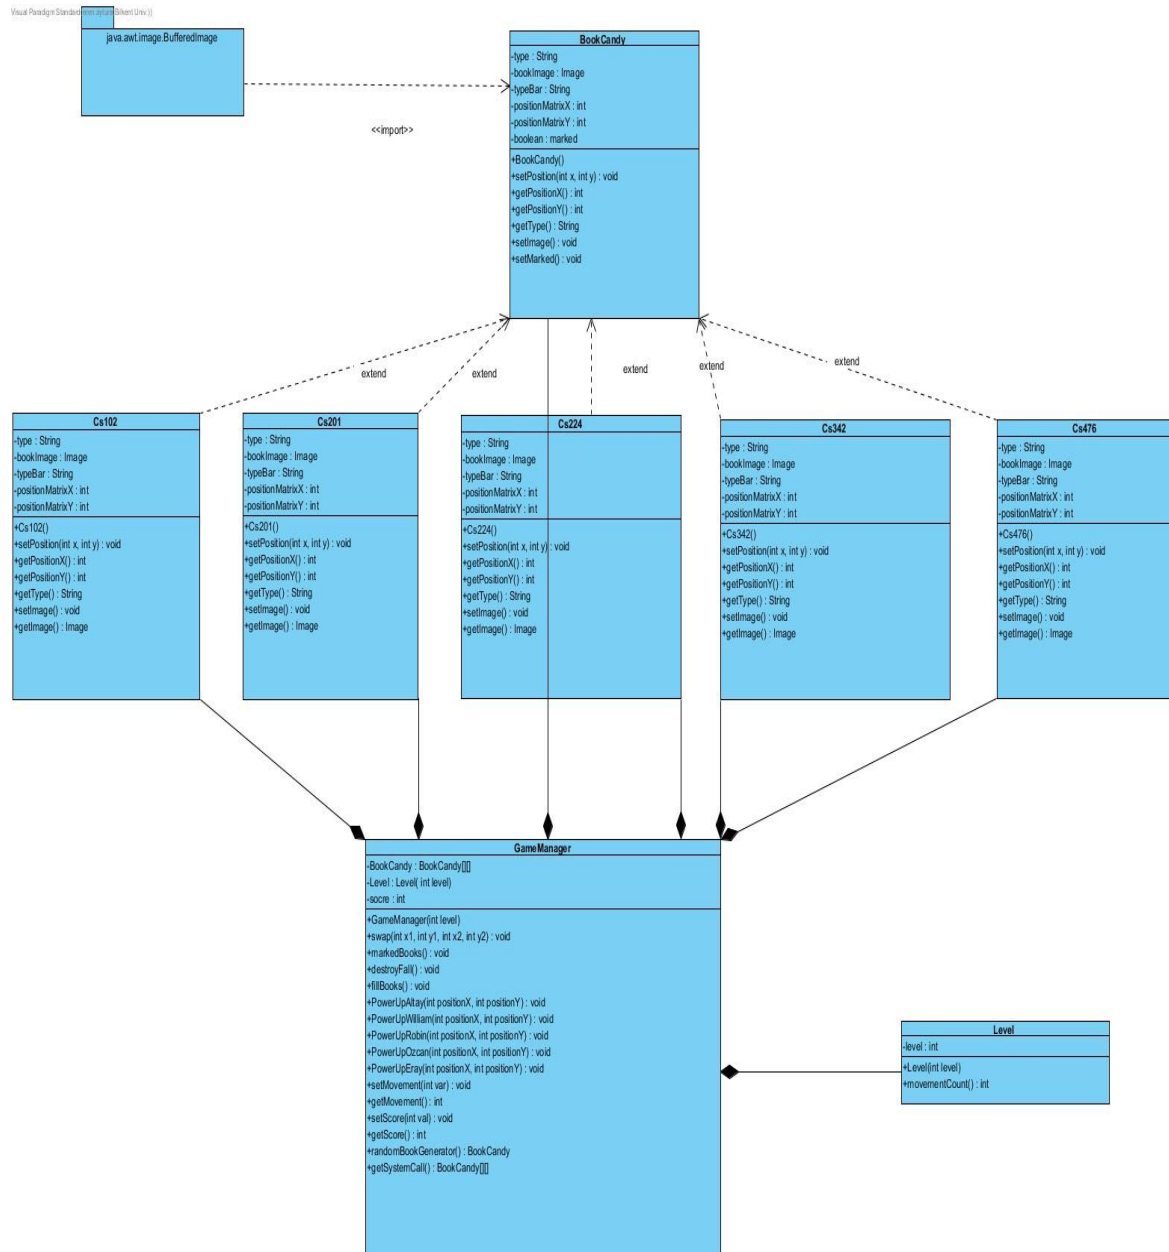 Visual Paradigm Standard
Bilkent Univ.))
java.awt.image.BufferedImage
<<import>>
BookCandy
-type : String
-bookImage : Image
-typeBar : String
-positionMatrixX : int
-positionMatrixY : int
-boolean : marked
+BookCandy()
+setPosition(int x, int y) : void
+getPositionX() : int
+getPositionY() : int
+getType() : String
+setImage() : void
+setMarked() : void
extend
extend
extend
extend
extend
Cs102
-type : String
-bookImage : Image
-typeBar : String
-positionMatrixX : int
-positionMatrixY : int
+Cs102()
+setPosition(int x, int y) : void
+getPositionX() : int
+getPositionY() : int
+getType() : String
+setImage() : void
+getImage() : Image
Cs201
-type : String
-bookImage : Image
-typeBar : String
-positionMatrixX : int
-positionMatrixY : int
+Cs201()
+setPosition(int x, int y) : void
+getPositionX() : int
+getPositionY() : int
+getType() : String
+setImage() : void
+getImage() : Image
Cs224
-type : String
-bookImage : Image
-typeBar : String
-positionMatrixX : int
-positionMatrixY : int
+Cs224()
+setPosition(int x, int y) : void
+getPositionX() : int
+getPositionY() : int
+getType() : String
+setImage() : void
+getImage() : Image
Cs342
-type : String
-bookImage : Image
-typeBar : String
-positionMatrixX : int
-positionMatrixY : int
+Cs342()
+setPosition(int x, int y) : void
+getPositionX() : int
+getPositionY() : int
+getType() : String
+setImage() : void
+getImage() : Image
Cs476
-type : String
-bookImage : Image
-typeBar : String
-positionMatrixX : int
-positionMatrixY : int
+Cs476()
+setPosition(int x, int y) : void
+getPositionX() : int
+getPositionY() : int
+getType() : String
+setImage() : void
+getImage() : Image
GameManager
-BookCandy : BookCandy[][]
-Level : Level( int level)
-socre : int
+GameManager(int level)
+swap(int x1, int y1, int x2, int y2) : void
+markedBooks() : void
+destroyFall() : void
+fillBooks() : void
+PowerUpAltay(int positionX, int positionY) : void
+PowerUpWilliam(int positionX, int positionY) : void
+PowerUpRobin(int positionX, int positionY) : void
+PowerUpOzcan(int positionX, int positionY) : void
+PowerUpEray(int positionX, int positionY) : void
+setMovement(int var) : void
+getMovement() : int
+setScore(int val) : void
+getScore() : int
+randomBookGenerator() : BookCandy
+getSystemCall() : BookCandy[][]
Level
-level : int
+Level(int level)
+movementCount() : int